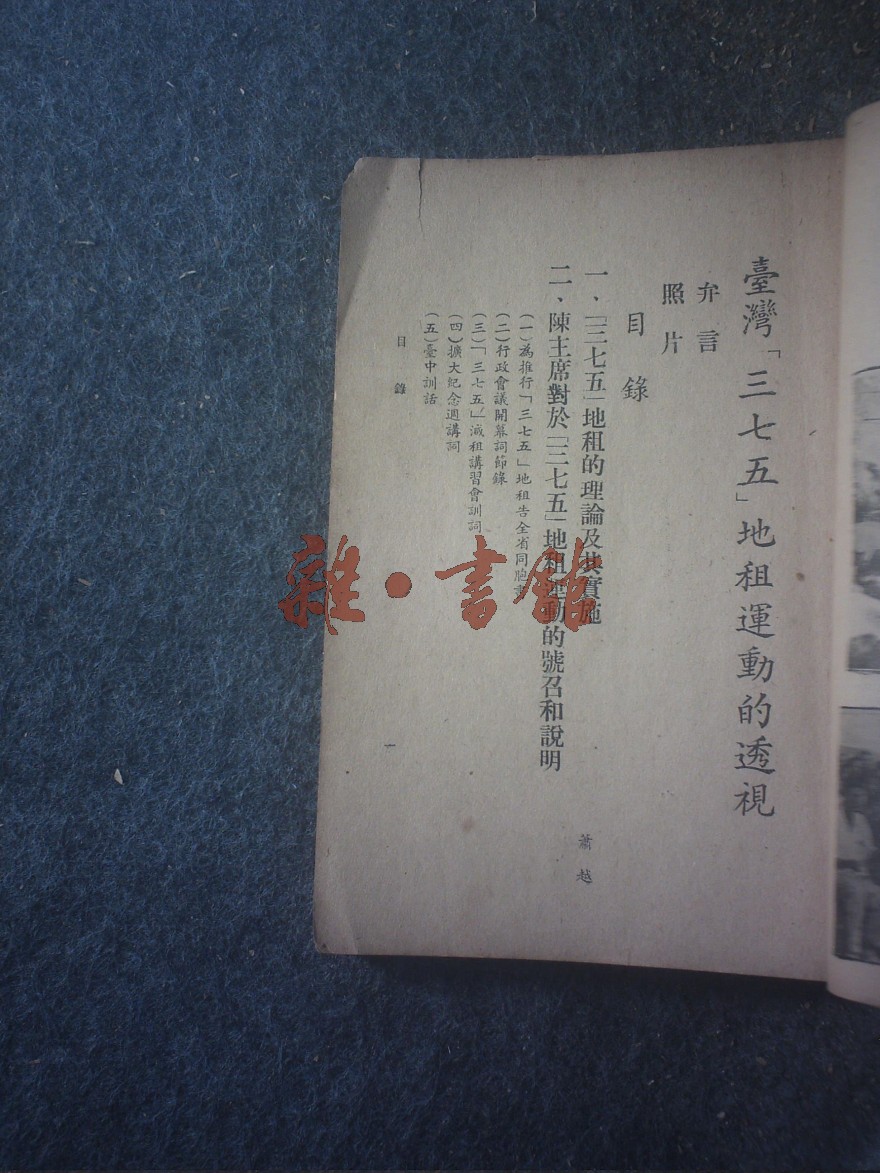 臺灣「三七五」地租運動的透視
弁言
照片
目錄
一、「三七五」地租的理論及其實施
蕭越
二、陳主席對於「三七五」地租運動的號召和說明
(一)為推行「三七五」地租告全省同胞書
(二)行政會議開幕詞節錄
(三)「三七五」減租講習會訓詞
(四)擴大紀念週講詞
(五)臺中訓話
目錄
一
雜·書館